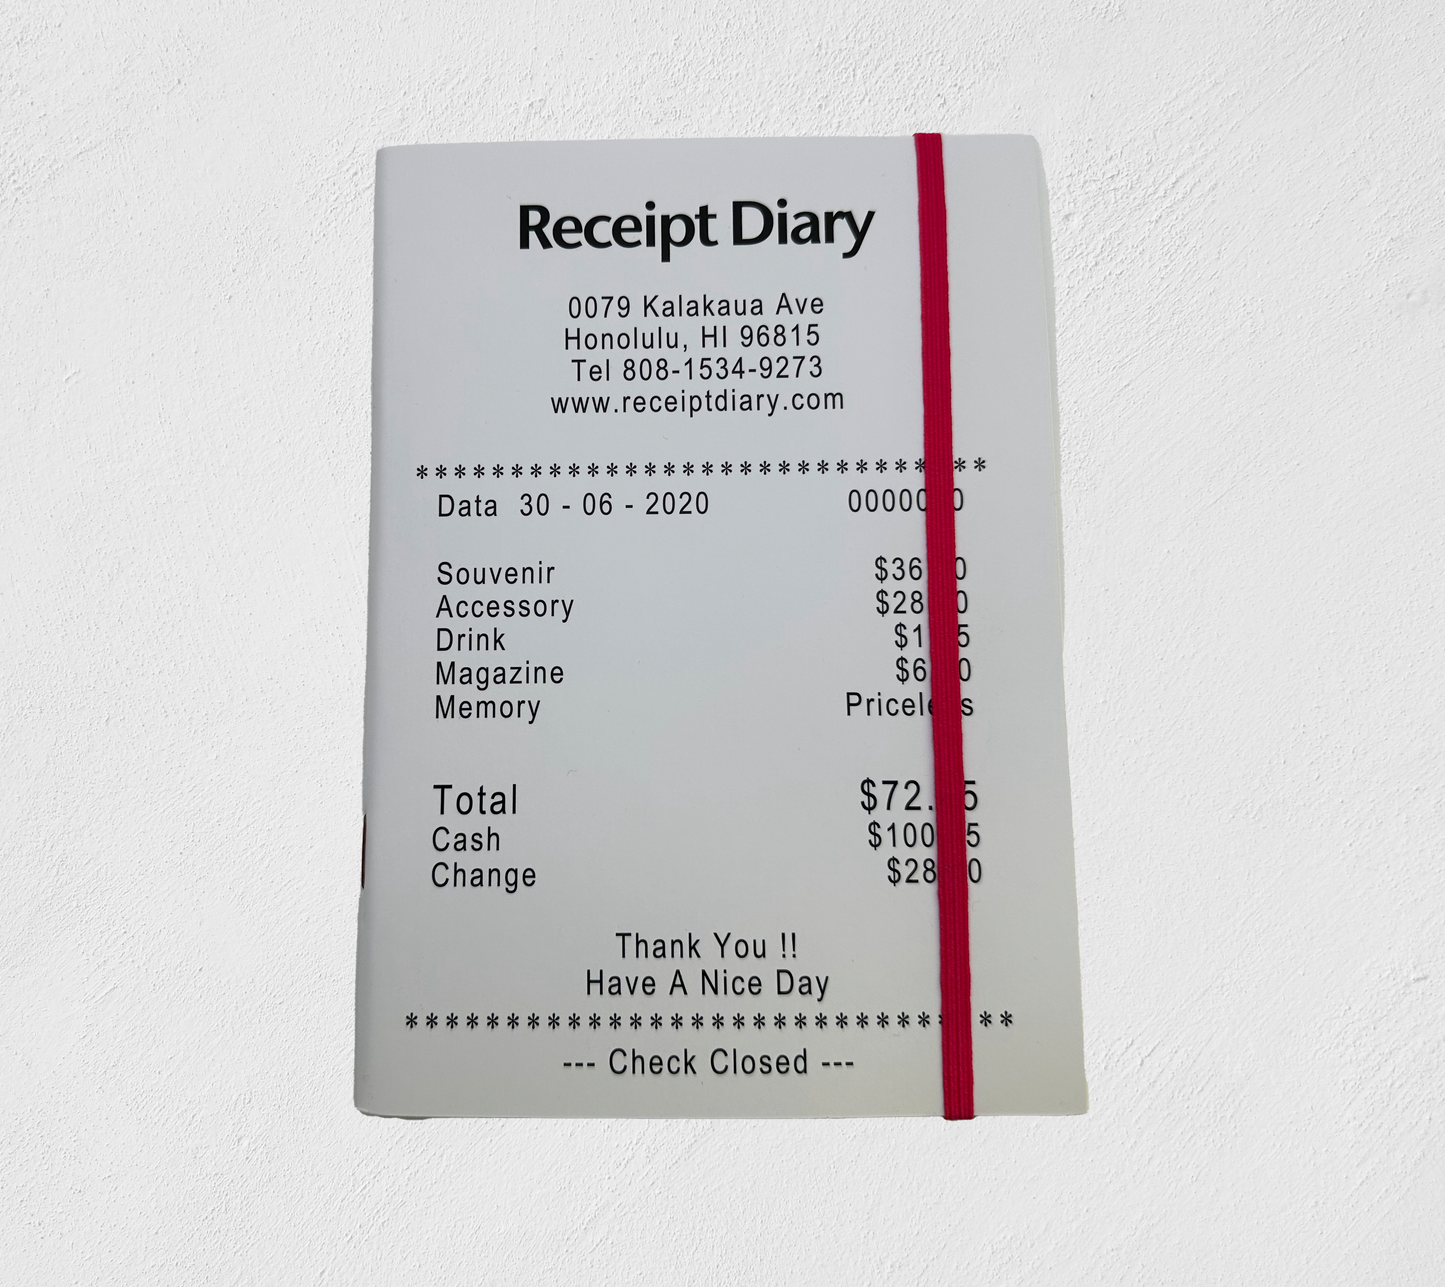 Receipt Diary
0079 Kalakaua Ave
Honolulu, HI 96815
Tel 808-1534-9273
www.receiptdiary.com
******************************
Data 30 - 06 - 2020
Souvenir
Accessory
Drink
Magazine
Memory Priceless
Total
Cash
Change
Thank You !!
Have A Nice Day
******************************
--- Check Closed ---